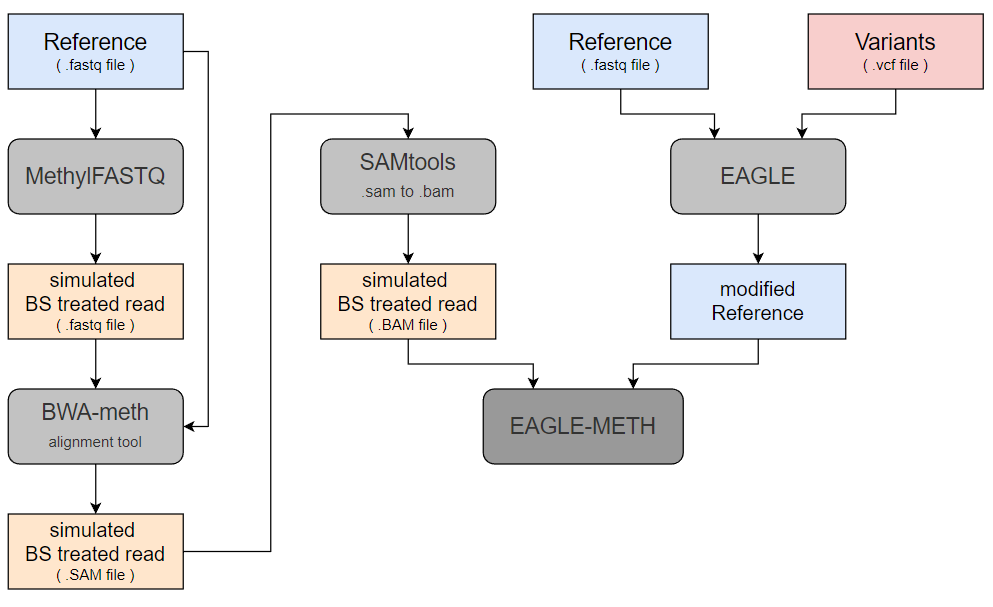 Reference
( .fastq file )
MethylFASTQ
simulated
BS treated read
( .fastq file )
BWA-meth
alignment tool
simulated
BS treated read
( .SAM file )
SAMtools
.sam to .bam
simulated
BS treated read
( .BAM file )
Reference
( .fastq file )
Variants
( .vcf file )
EAGLE
modified
Reference
EAGLE-METH